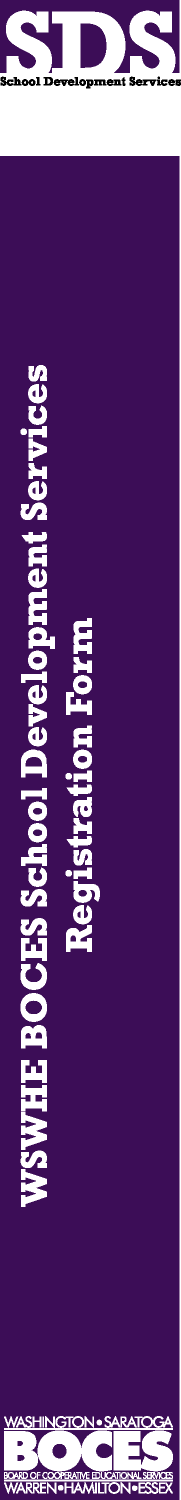 SDS
School Development Services
WSWHE BOCES School Development Services
Registration Form
WASHINGTON•SARATOGA
BOCES
BOARD OF COOPERATIVE EDUCATIONAL SERVICES
WARREN•HAMILTON•ESSEX